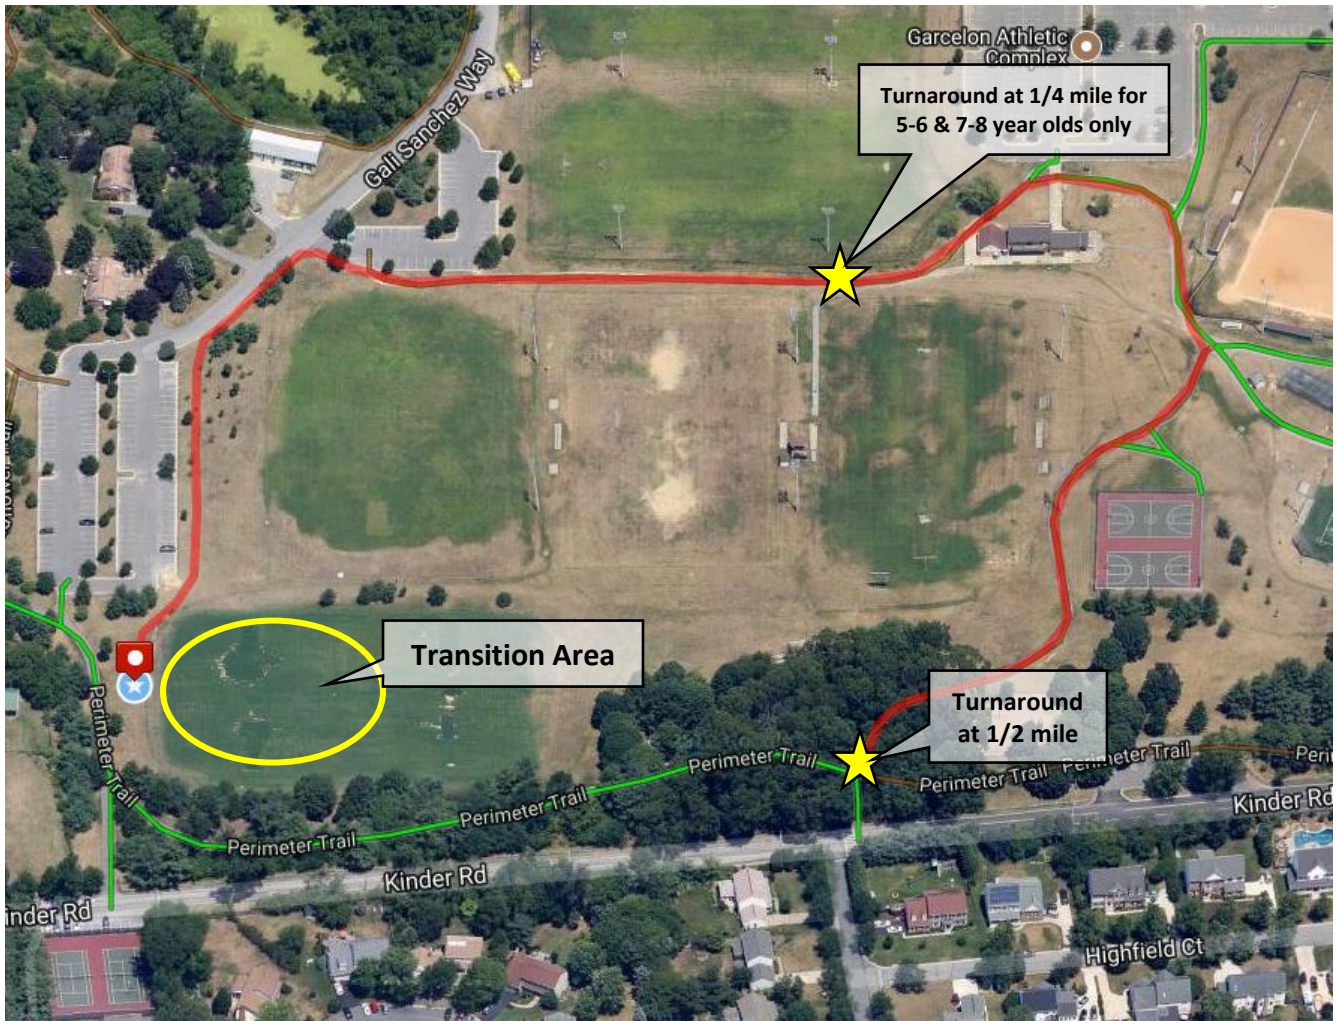 Garcelon Athletic
Complex
Turnaround at 1/4 mile for
5-6 & 7-8 year olds only
Gali Sanchez Way
Transition Area
Turnaround
at 1/2 mile
Perimeter Trail
Perimeter Trail
Perimeter Trail
Perimeter Trail
Perimeter Trail
Perimeter Trail
Peri
Kinder Rd
Kinder Rd
inder Rd
Highfield Ct